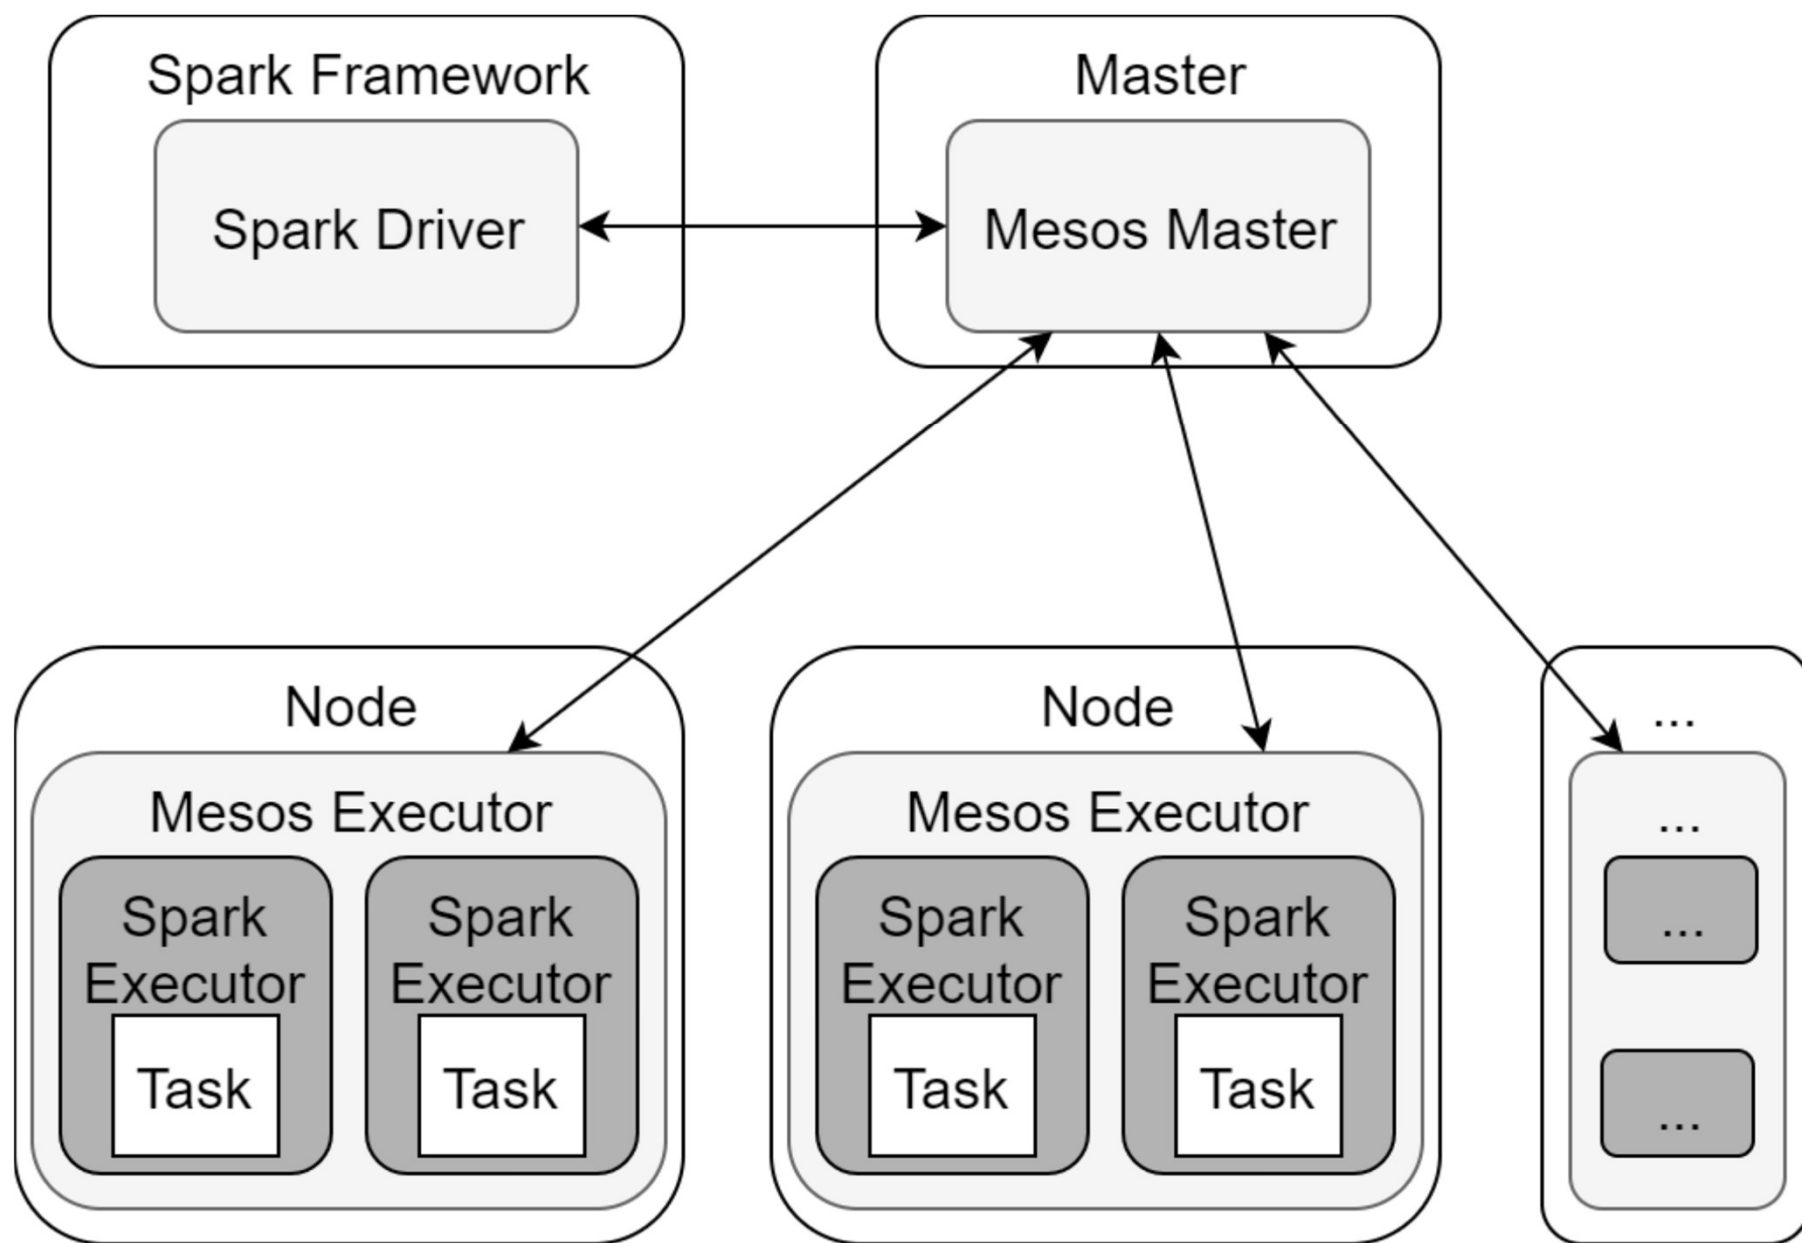 Spark Framework
Spark Driver
Master
Mesos Master
Node
Mesos Executor
Spark
Executor
Task
Spark
Executor
Task
Node
Mesos Executor
Spark
Executor
Task
Spark
Executor
Task
...
...
...
...